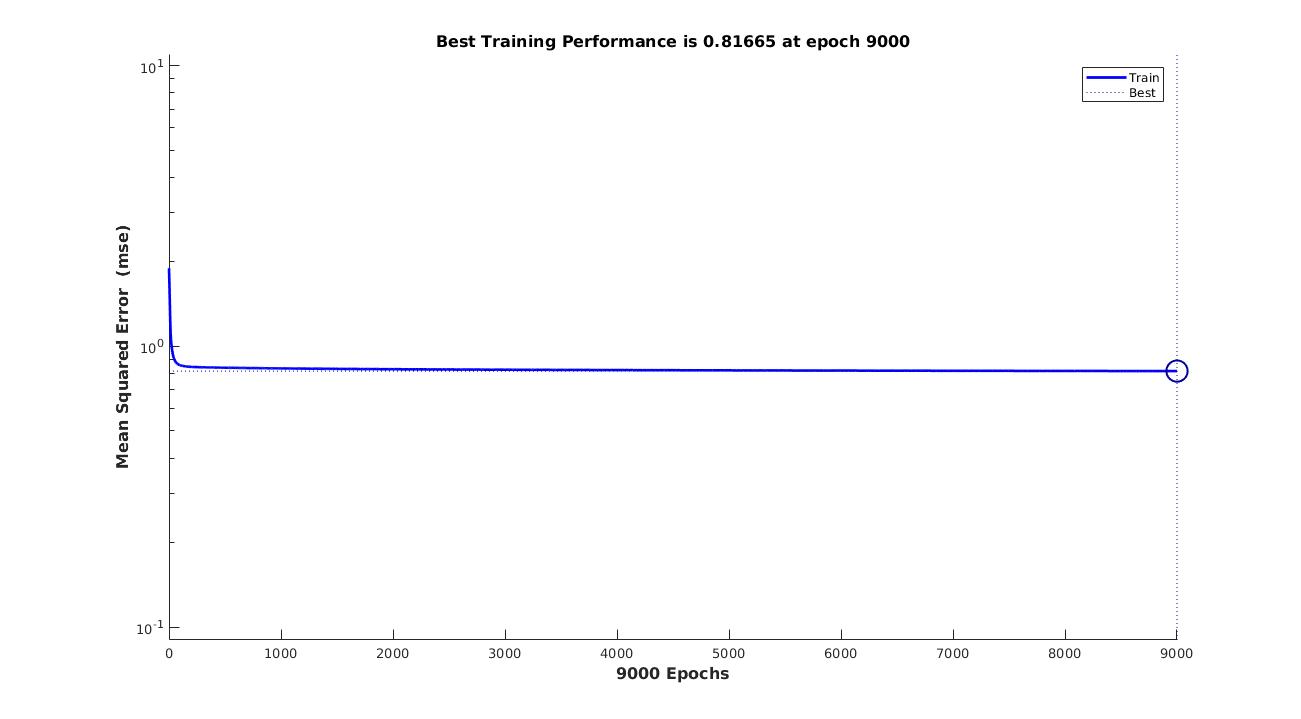 Best Training Performance is 0.81665 at epoch 9000
10^1
10^0
10^-1
Mean Squared Error (mse)
Train
Best
0 1000 2000 3000 4000 5000 6000 7000 8000 9000
9000 Epochs